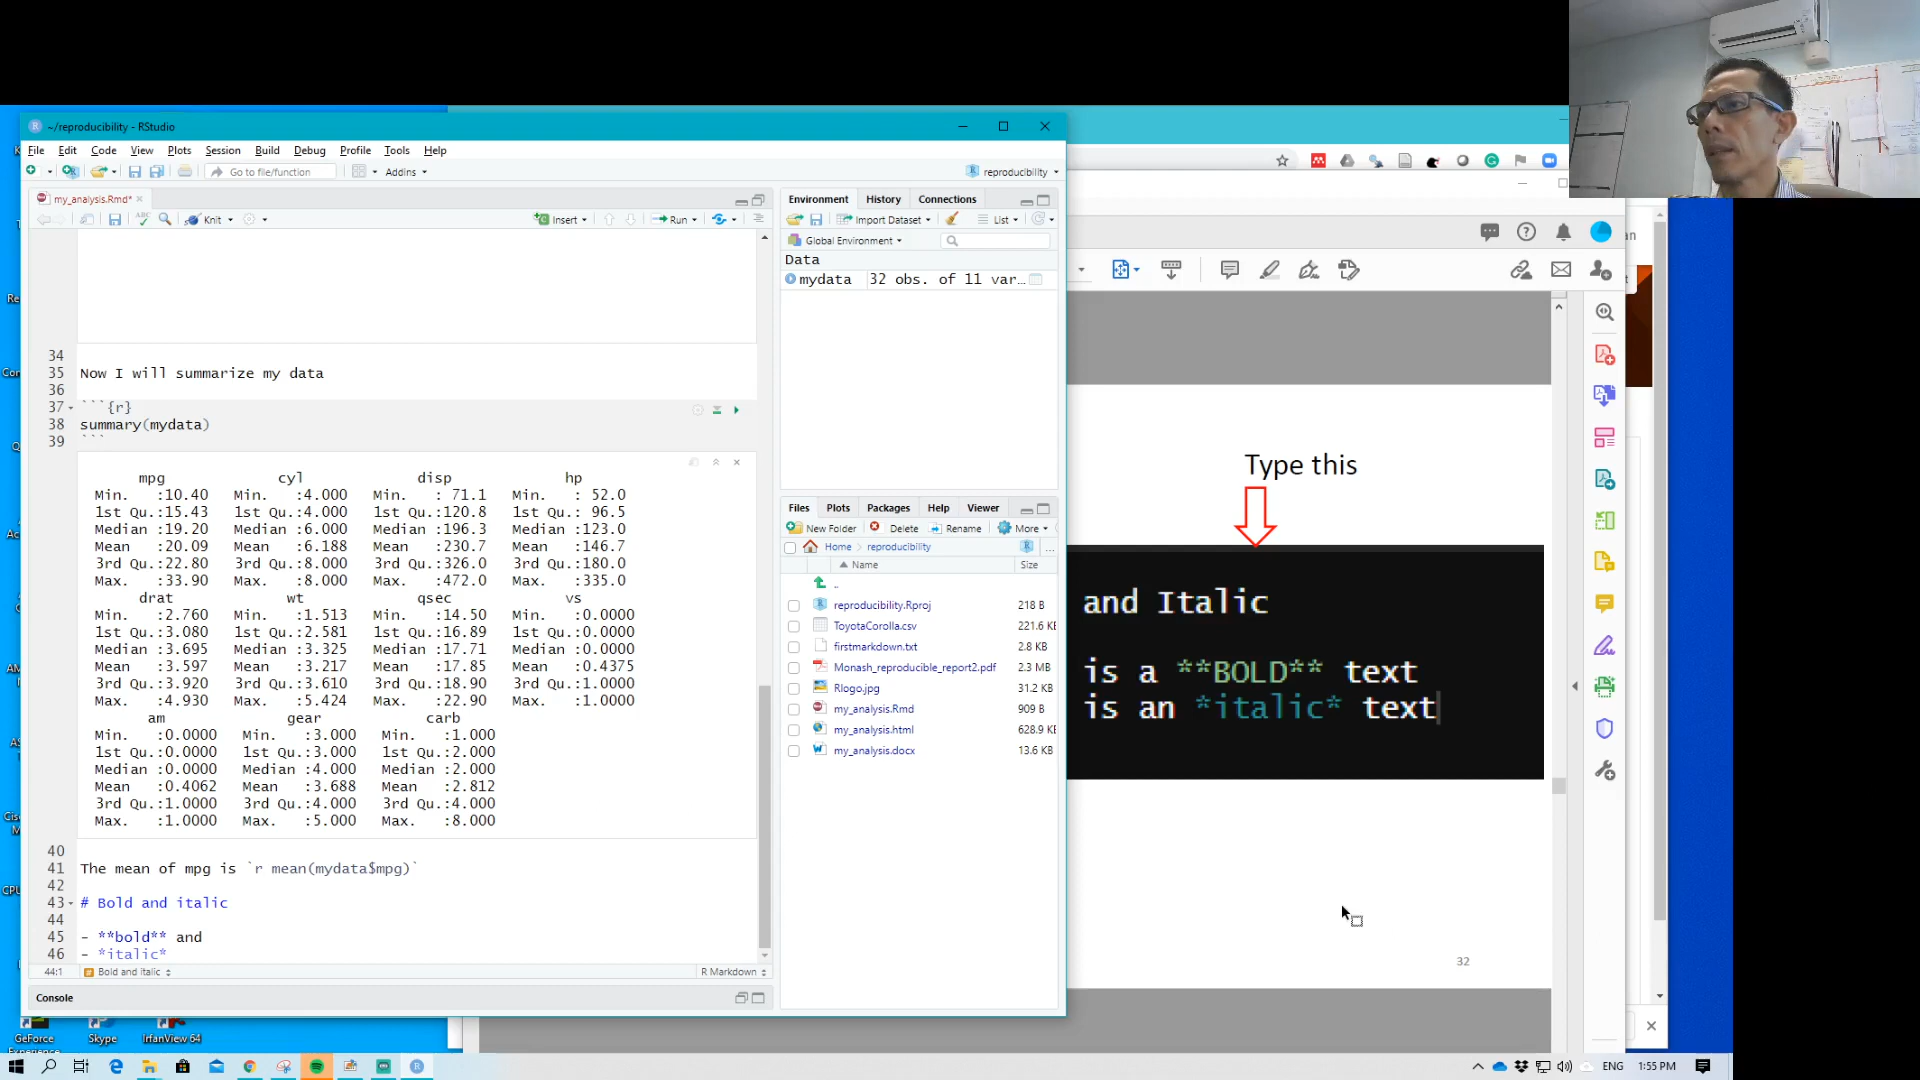 ~/reproducibility - RStudio
File Edit Code View Plots Session Build Debug Profile Tools Help
Go to file/function Addins reproducibility
my_analysis.Rmd*
ABC Knit Insert Run
34
35 Now I will summarize my data
36
37 ```{r}
38 summary(mydata)
39 ```
mpg cyl disp hp
Min. :10.40 Min. :4.000 Min. : 71.1 Min. : 52.0
1st Qu.:15.43 1st Qu.:4.000 1st Qu.:120.8 1st Qu.: 96.5
Median :19.20 Median :6.000 Median :196.3 Median :123.0
Mean :20.09 Mean :6.188 Mean :230.7 Mean :146.7
3rd Qu.:22.80 3rd Qu.:8.000 3rd Qu.:326.0 3rd Qu.:180.0
Max. :33.90 Max. :8.000 Max. :472.0 Max. :335.0
drat wt qsec vs
Min. :2.760 Min. :1.513 Min. :14.50 Min. :0.0000
1st Qu.:3.080 1st Qu.:2.581 1st Qu.:16.89 1st Qu.:0.0000
Median :3.695 Median :3.325 Median :17.71 Median :0.0000
Mean :3.597 Mean :3.217 Mean :17.85 Mean :0.4375
3rd Qu.:3.920 3rd Qu.:3.610 3rd Qu.:18.90 3rd Qu.:1.0000
Max. :4.930 Max. :5.424 Max. :22.90 Max. :1.0000
am gear carb
Min. :0.0000 Min. :3.000 Min. :1.000
1st Qu.:0.0000 1st Qu.:3.000 1st Qu.:2.000
Median :0.0000 Median :4.000 Median :2.000
Mean :0.4062 Mean :3.688 Mean :2.812
3rd Qu.:1.0000 3rd Qu.:4.000 3rd Qu.:4.000
Max. :1.0000 Max. :5.000 Max. :8.000
40
41 The mean of mpg is `r mean(mydata$mpg)`
42
43 # Bold and italic
44
45 - **bold** and
46 - *italic*
44:1 Bold and italic R Markdown
Console
Environment History Connections
Import Dataset List
Global Environment
Data
mydata 32 obs. of 11 var...
Files Plots Packages Help Viewer
New Folder Delete Rename More
Home reproducibility ...
Name Size
..
reproducibility.Rproj 218 B
ToyotaCorolla.csv 221.6 KB
firstmarkdown.txt 2.8 KB
Monash_reproducible_report2.pdf 2.3 MB
Rlogo.jpg 31.2 KB
my_analysis.Rmd 909 B
my_analysis.html 628.9 KB
my_analysis.docx 13.6 KB
Type this
and Italic
is a **BOLD** text
is an *italic* text
32
GeForce Skype IrfanView 64
Experience
ENG 1:55 PM